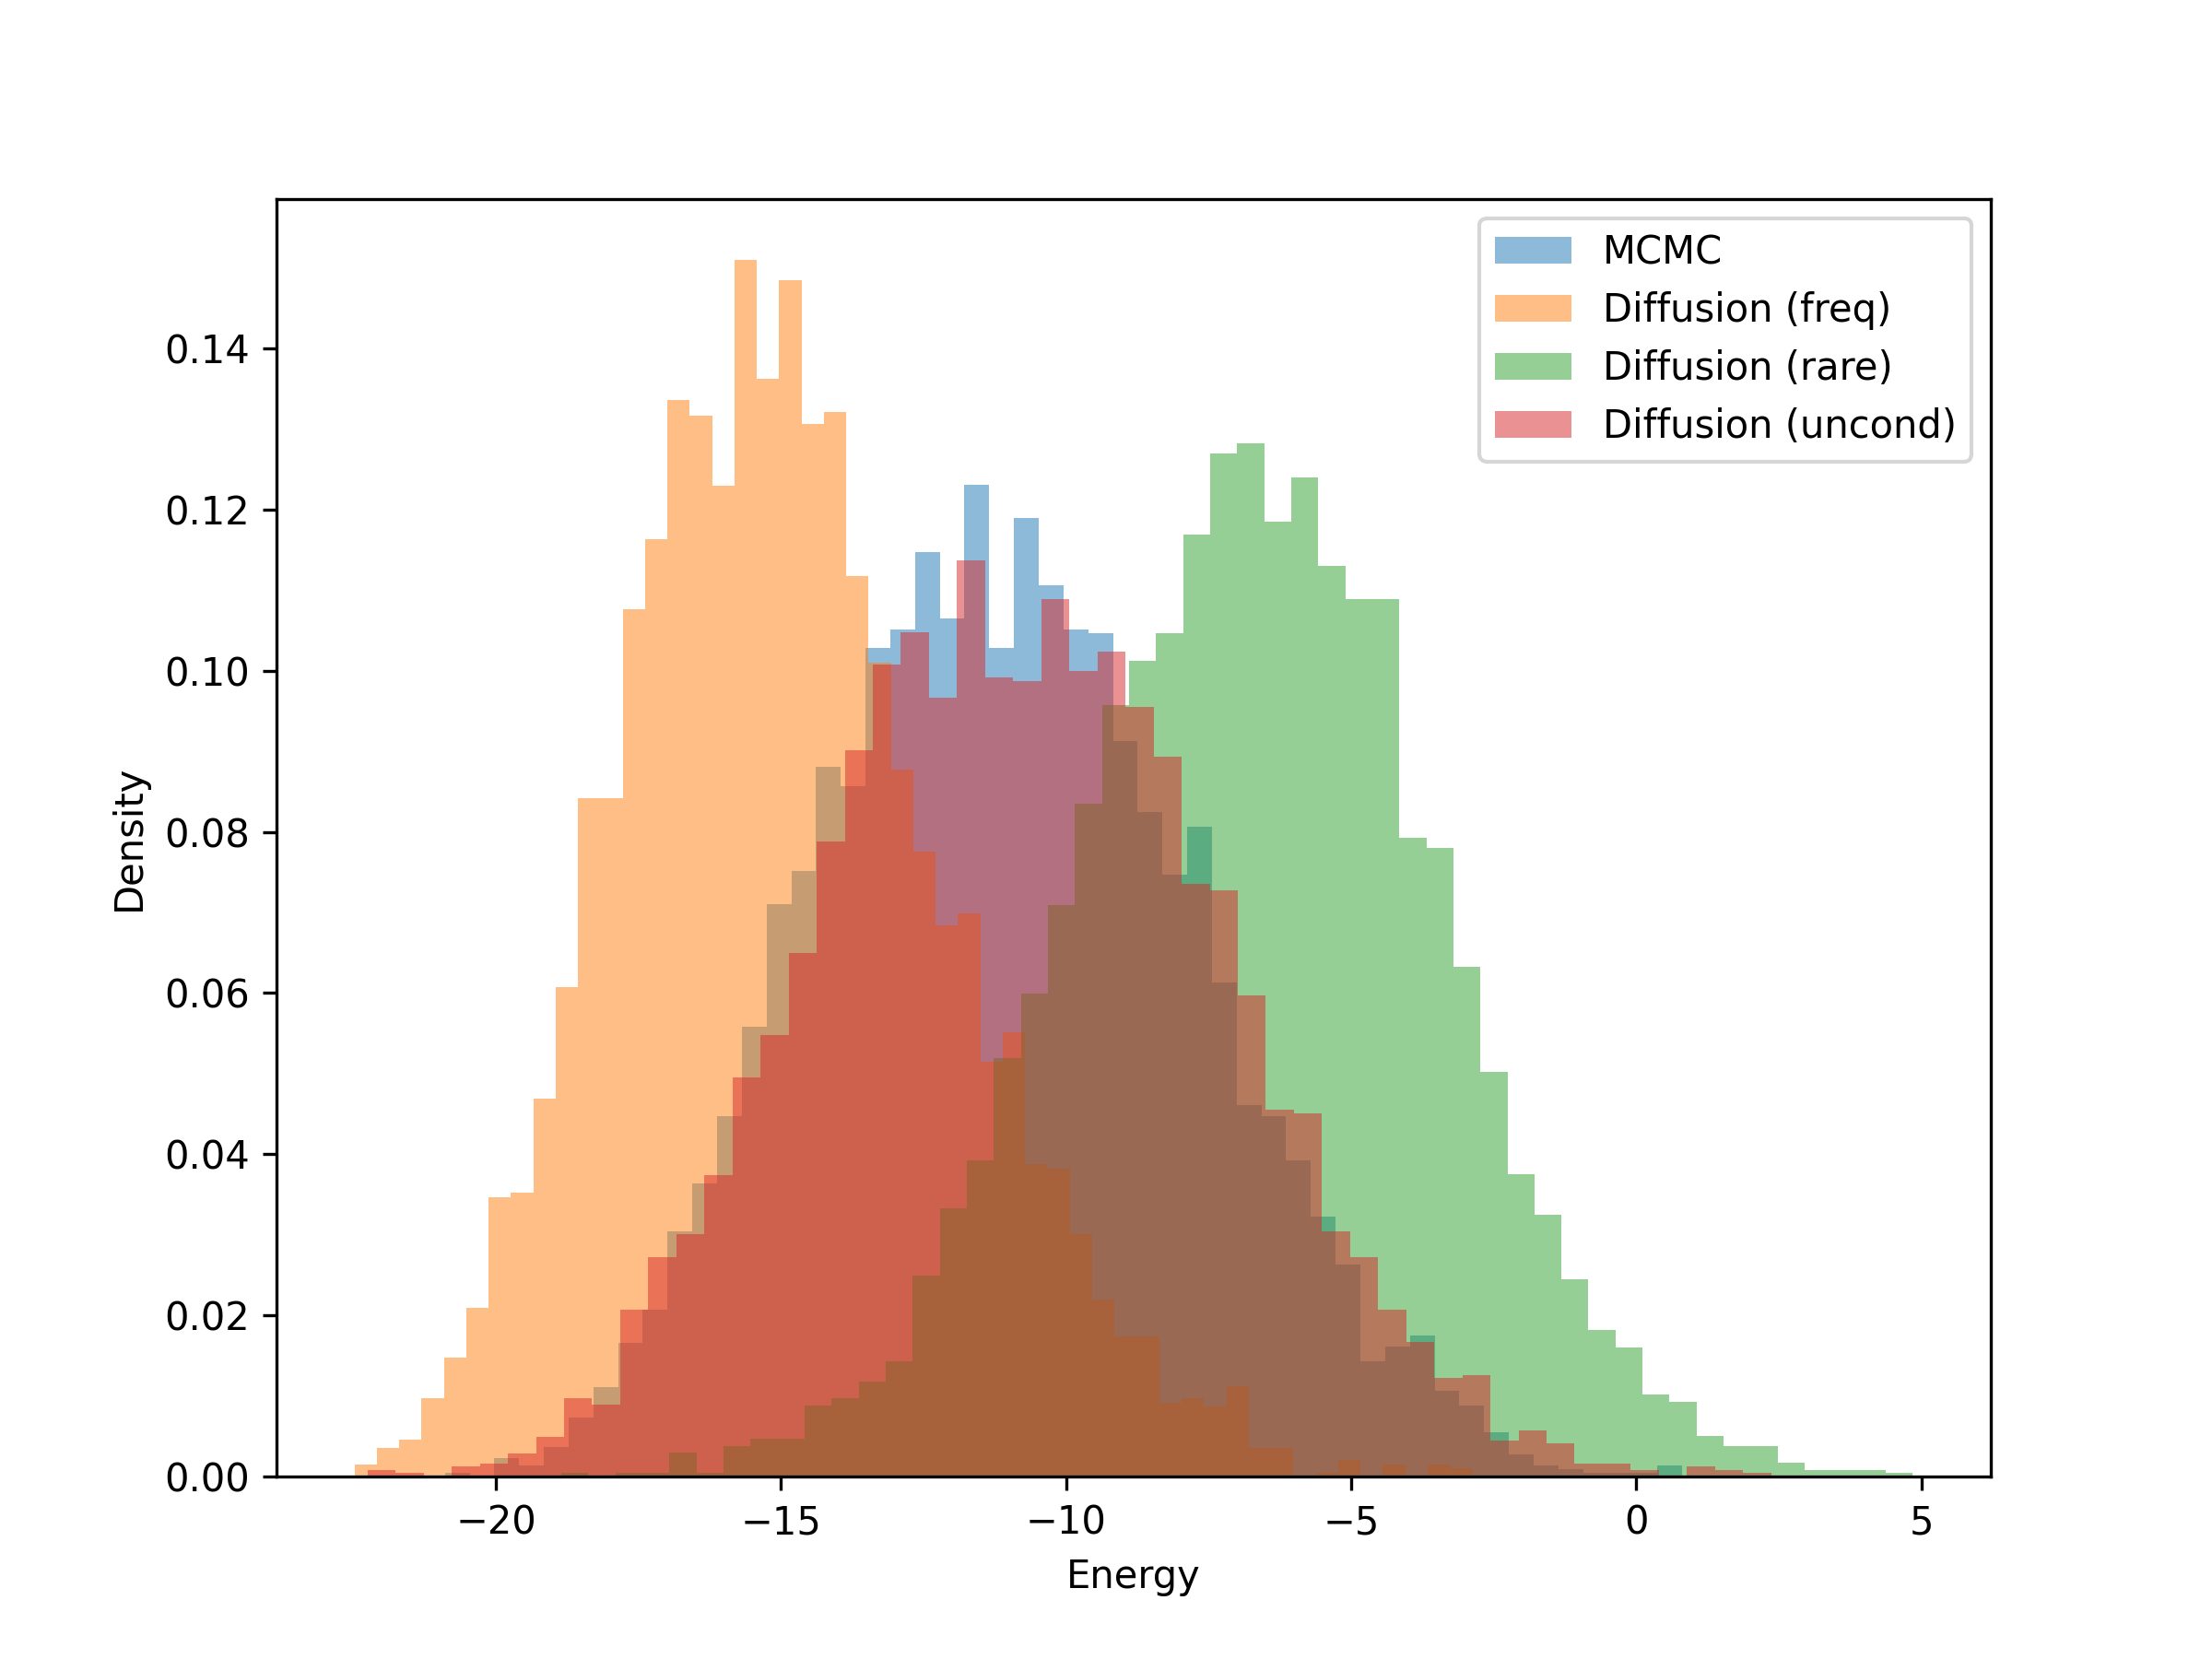 MCMC
Diffusion (freq)
Diffusion (rare)
Diffusion (uncond)
0.14
0.12
0.10
0.08
0.06
0.04
0.02
0.00
Density
−20 −15 −10 −5 0 5
Energy